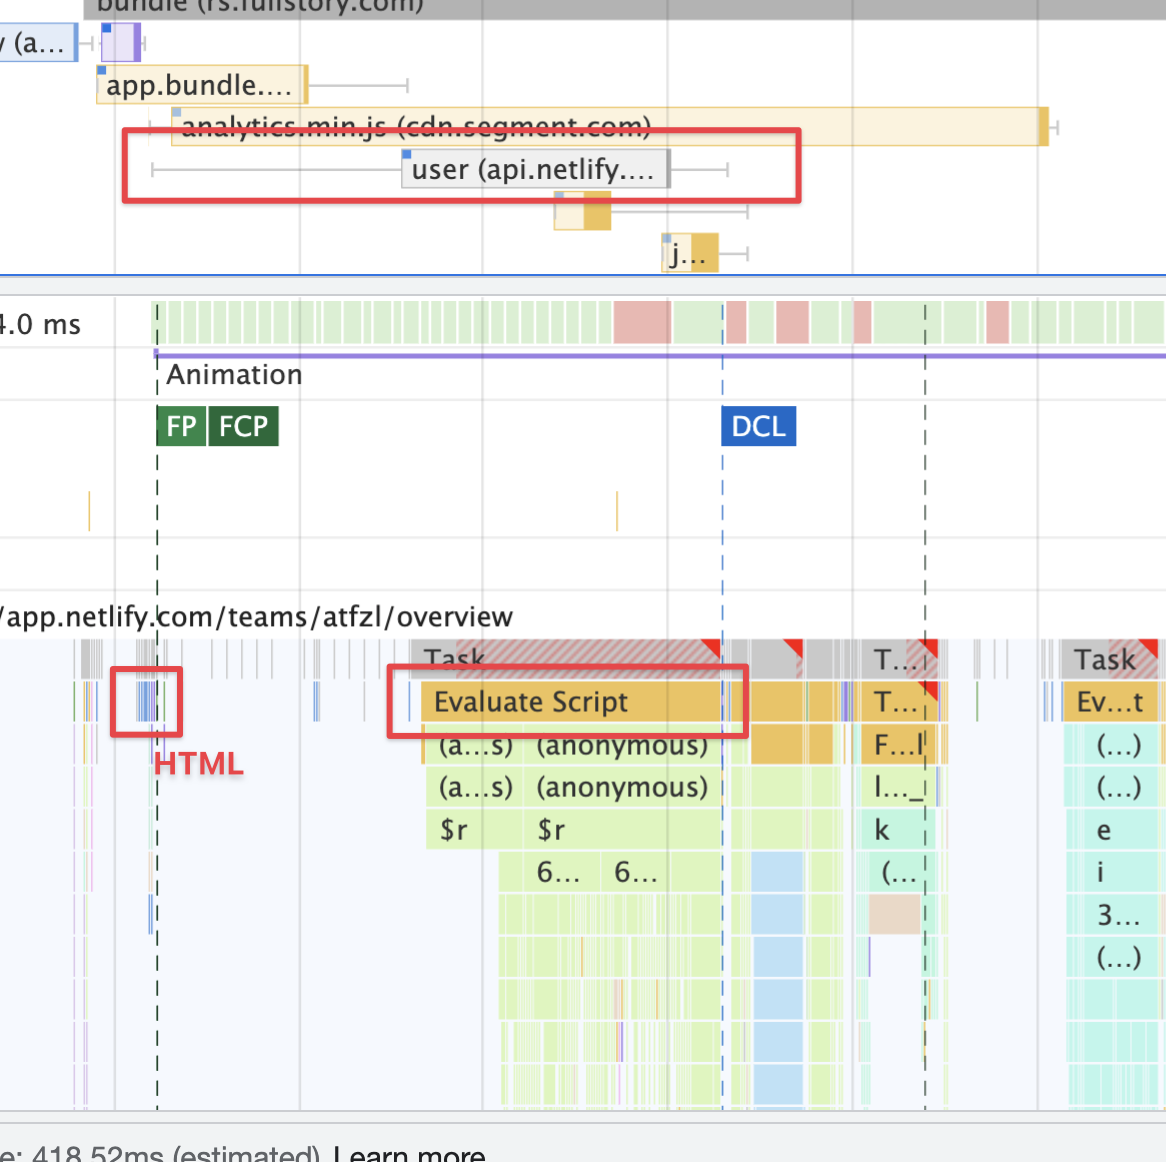 bundle (rs.fullstory.com)
y (a...
app.bundle....
analytics.min.js (cdn.segment.com)
user (api.netlify....
j...
4.0 ms
Animation
FP FCP DCL
/app.netlify.com/teams/atfzl/overview
Task T... Task
Evaluate Script T... Ev...t
(a...s) (anonymous) F...l (...)
HTML
(a...s) (anonymous) l..._ (...)
$r $r k e
6... 6... (... i
3...
(...)
e: 418.52ms (estimated) Learn more